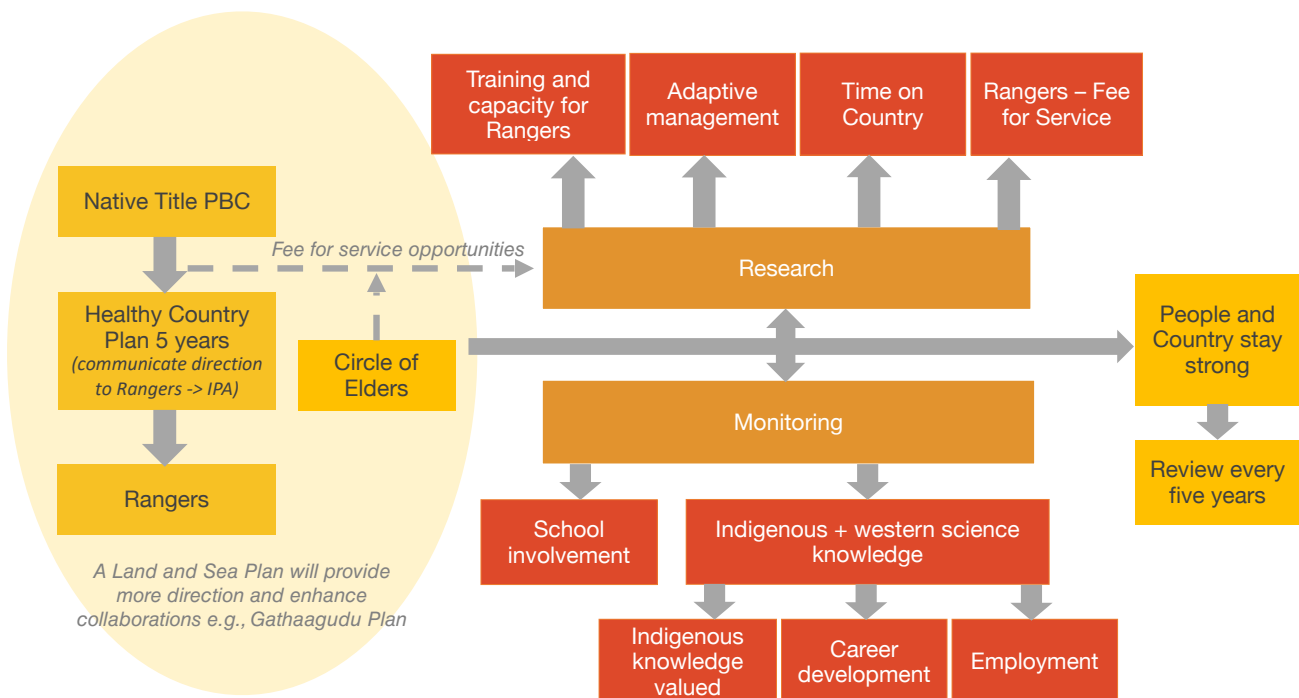 Training and
capacity for
Rangers
Adaptive
management
Time on
Country
Rangers – Fee
for Service
Native Title PBC
Fee for service opportunities
Research
Healthy Country
Plan 5 years
(communicate direction
to Rangers -> IPA)
Circle of
Elders
People and
Country stay
strong
Monitoring
Rangers
Review every
five years
School
involvement
Indigenous + western science
knowledge
A Land and Sea Plan will provide
more direction and enhance
collaborations e.g., Gathaagudu Plan
Indigenous
knowledge
valued
Career
development
Employment